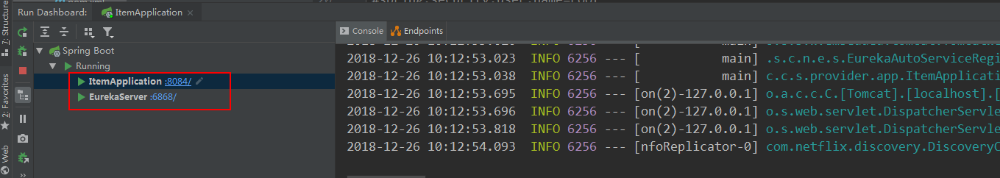 Run Dashboard: ItemApplication ×
7: Structure
2: Favorites
Web
Spring Boot
Running
ItemApplication :8084/
EurekaServer :6868/
Console Endpoints
2018-12-26 10:12:53.023 INFO 6256 --- [ main] .s.c.n.e.s.EurekaAutoServiceRegi
2018-12-26 10:12:53.038 INFO 6256 --- [ main] c.c.s.provider.app.ItemApplicati
2018-12-26 10:12:53.695 INFO 6256 --- [on(2)-127.0.0.1] o.a.c.c.C.[Tomcat].[localhost].[
2018-12-26 10:12:53.696 INFO 6256 --- [on(2)-127.0.0.1] o.s.web.servlet.DispatcherServle
2018-12-26 10:12:53.818 INFO 6256 --- [on(2)-127.0.0.1] o.s.web.servlet.DispatcherServle
2018-12-26 10:12:54.093 INFO 6256 --- [nfoReplicator-0] com.netflix.discovery.DiscoveryC